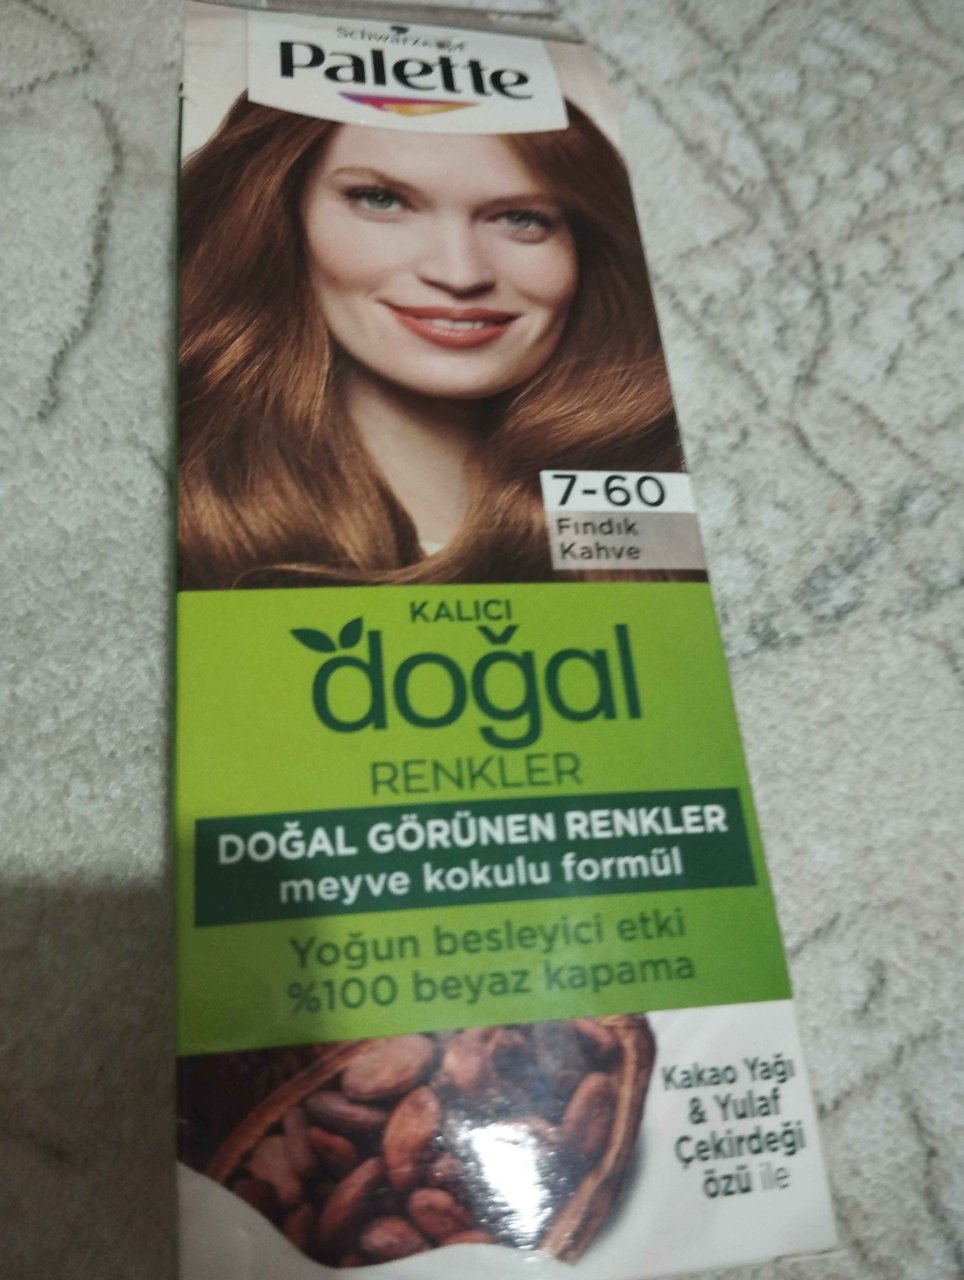 Schwarzkopf
Palette
7-60
Fındık
Kahve
KALICI
doğal
RENKLER
DOĞAL GÖRÜNEN RENKLER
meyve kokulu formül
Yoğun besleyici etki
%100 beyaz kapama
Kakao Yağı
& Yulaf
Çekirdeği
özü ile